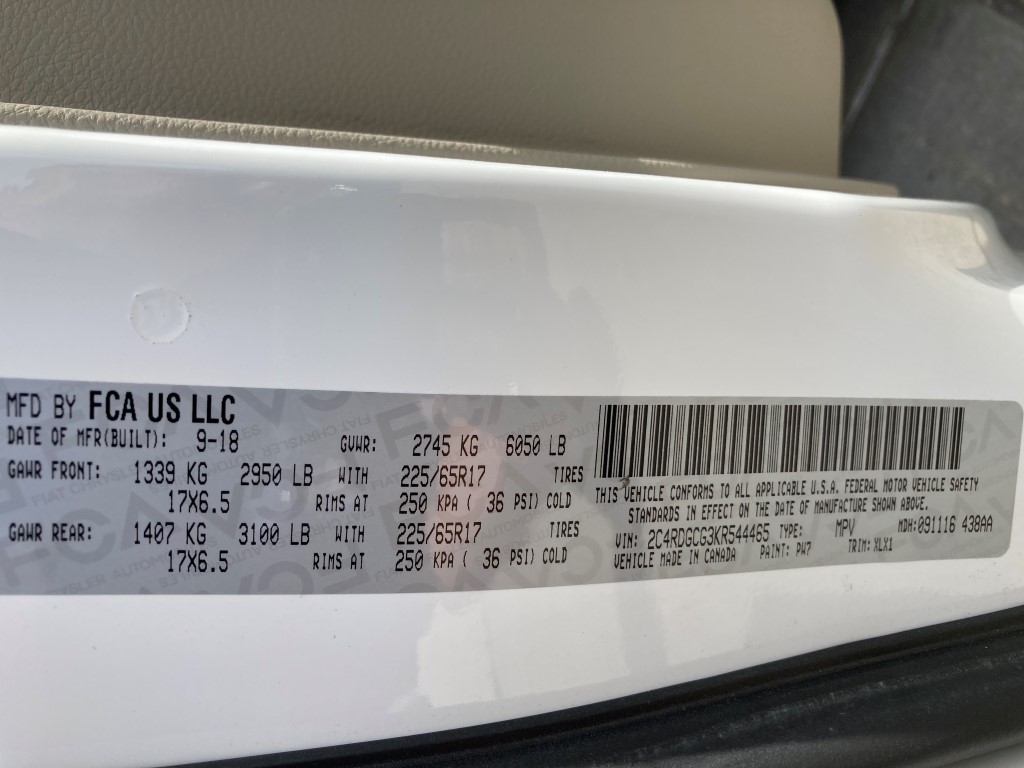 MFD BY FCA US LLC
DATE OF MFR(BUILT): 9-18 GVWR: 2745 KG 6050 LB
GAWR FRONT: 1339 KG 2950 LB WITH 225/65R17 TIRES
17X6.5 RIMS AT 250 KPA ( 36 PSI) COLD
GAWR REAR: 1407 KG 3100 LB WITH 225/65R17 TIRES
17X6.5 RIMS AT 250 KPA ( 36 PSI) COLD
THIS VEHICLE CONFORMS TO ALL APPLICABLE U.S.A. FEDERAL MOTOR VEHICLE SAFETY
STANDARDS IN EFFECT ON THE DATE OF MANUFACTURE SHOWN ABOVE.
VIN: 2C4RDGCG3KR544465 TYPE: MPV MDH:091116 438AA
VEHICLE MADE IN CANADA PAINT: PW7 TRIM: XLX1